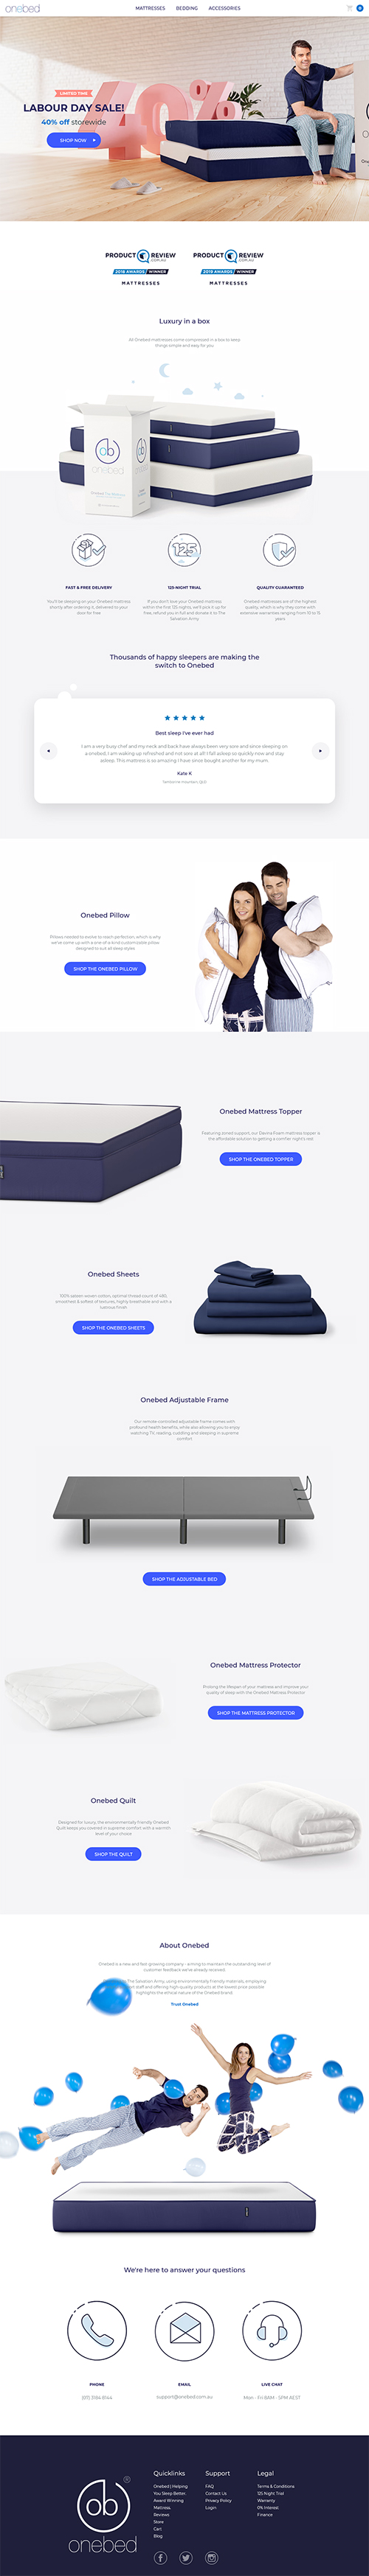 onebed
MATTRESSES BEDDING ACCESSORIES
0
LIMITED TIME
LABOUR DAY SALE!
40% off storewide
SHOP NOW
40%
PRODUCT REVIEW
.COM.AU
2018 AWARDS WINNER
MATTRESSES
PRODUCT REVIEW
.COM.AU
2018 AWARDS WINNER
MATTRESSES
Luxury in a box
All Onebed mattresses come compressed in a box to keep
things simple and easy for you.
ob
onebed
FAST & FREE DELIVERY
You'll be sleeping on your Onebed mattress
shortly after ordering it, delivered to your
door for free
125
125-NIGHT TRIAL
If you don't love your Onebed mattress
within the first 125 nights, we'll pick it up for
free, refund you in full and donate it to The
Salvation Army
QUALITY GUARANTEED
Onebed mattresses are of the highest
quality, which is why they come with
extensive warranties ranging from 10 to 15
years
Thousands of happy sleepers are making the
switch to Onebed
Best sleep I've ever had
I am a very busy chef and my neck and back have always been very sore and since sleeping on
a onebed, I am waking up refreshed and not sore at all! I fall asleep so quickly now and stay
asleep. This mattress is so amazing I have since bought another for my mum.
Kate K
Tamborine Mountain, QLD
Onebed Pillow
Pillows needed to evolve to reach perfection, which is why
we've come up with a one-of-a-kind customizable pillow
designed to suit all sleep styles
SHOP THE ONEBED PILLOW
Onebed Mattress Topper
Featuring zoned support, our Elavna Foam mattress topper is
the affordable solution to getting a comfier night's rest
SHOP THE ONEBED TOPPER
Onebed Sheets
100% sateen woven cotton, optimal thread count of 480,
smoothest & softest of textures, highly breathable and with a
lustrous finish
SHOP THE ONEBED SHEETS
Onebed Adjustable Frame
Our remote controlled adjustable frame comes with
profound health benefits, while also allowing you to enjoy
watching TV, reading, cuddling and sleeping in supreme
comfort
SHOP THE ADJUSTABLE BED
Onebed Mattress Protector
Prolong the lifespan of your mattress and improve your
quality of sleep with the Onebed Mattress Protector
SHOP THE MATTRESS PROTECTOR
Onebed Quilt
Designed for luxury, the environmentally friendly Onebed
Quilt keeps you covered in supreme comfort with a warmth
level of your choice
SHOP THE QUILT
About Onebed
Onebed is a new and fast-growing company - aiming to maintain the outstanding level of
customer feedback we've already received.
The Salvation Army, using environmentally friendly materials, employing
staff and offering high-quality products at the lowest price possible
highlights the ethical nature of the Onebed brand.
Trust Onebed
We're here to answer your questions
PHONE
(07) 3184 8144
EMAIL
support@onebed.com.au
LIVE CHAT
Mon - Fri 8AM - 5PM AEST
ob
onebed
Quicklinks
Onebed | Helping
You Sleep Better.
Award Winning
Mattress.
Reviews
Store
Cart
Blog
Support
FAQ
Contact Us
Privacy Policy
Login
Legal
Terms & Conditions
125 Night Trial
Warranty
0% Interest
Finance